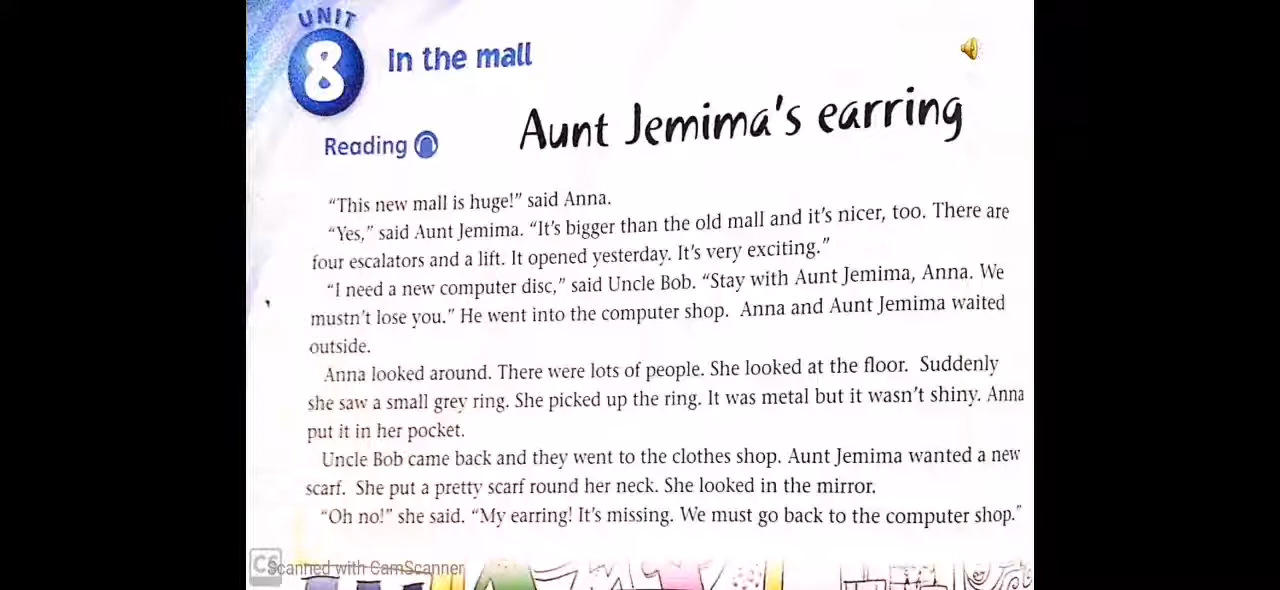 UNIT
8
In the mall
Aunt Jemima's earring
Reading
“This new mall is huge!” said Anna.
“Yes,” said Aunt Jemima. “It’s bigger than the old mall and it’s nicer, too. There are
four escalators and a lift. It opened yesterday. It’s very exciting.”
“I need a new computer disc,” said Uncle Bob. “Stay with Aunt Jemima, Anna. We
mustn’t lose you.” He went into the computer shop. Anna and Aunt Jemima waited
outside.
Anna looked around. There were lots of people. She looked at the floor. Suddenly
she saw a small grey ring. She picked up the ring. It was metal but it wasn’t shiny. Anna
put it in her pocket.
Uncle Bob came back and they went to the clothes shop. Aunt Jemima wanted a new
scarf. She put a pretty scarf round her neck. She looked in the mirror.
“Oh no!” she said. “My earring! It’s missing. We must go back to the computer shop.”
CS
Scanned with CamScanner